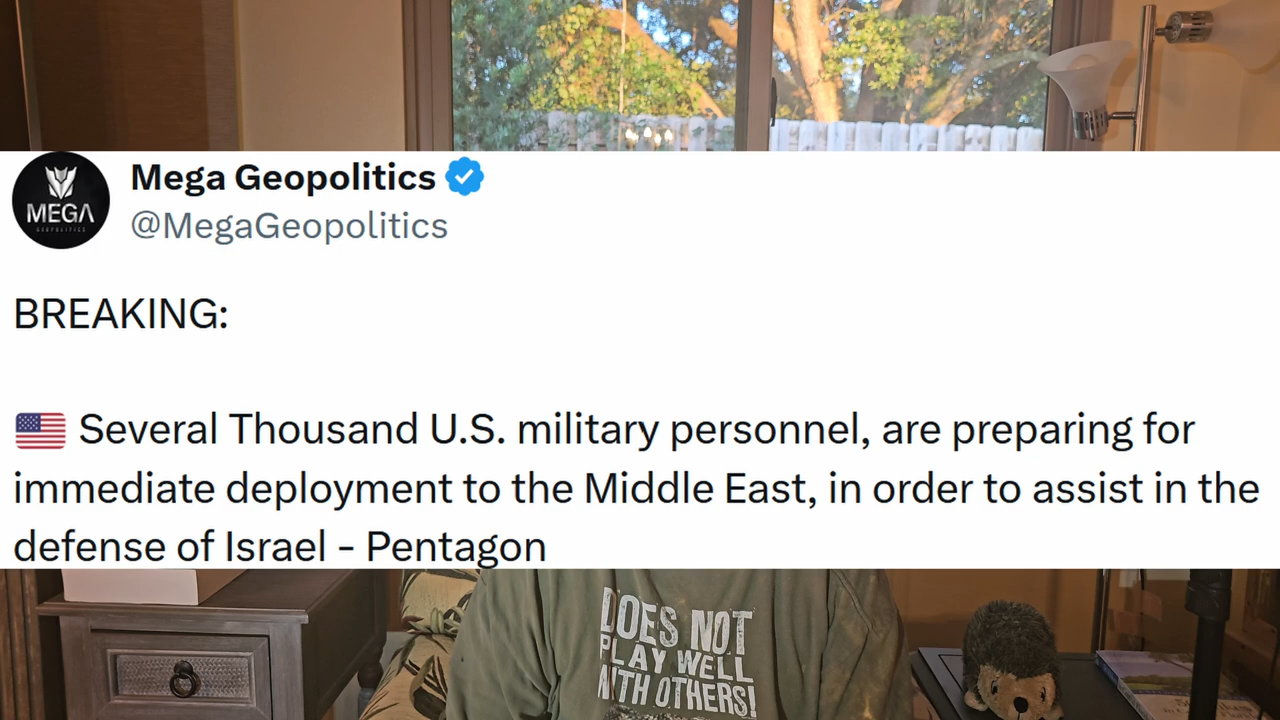 Mega Geopolitics
MEGA
GEOPOLITICS
@MegaGeopolitics
BREAKING:
Several Thousand U.S. military personnel, are preparing for
immediate deployment to the Middle East, in order to assist in the
defense of Israel - Pentagon
DOES NOT
PLAY WELL
WITH OTHERS!